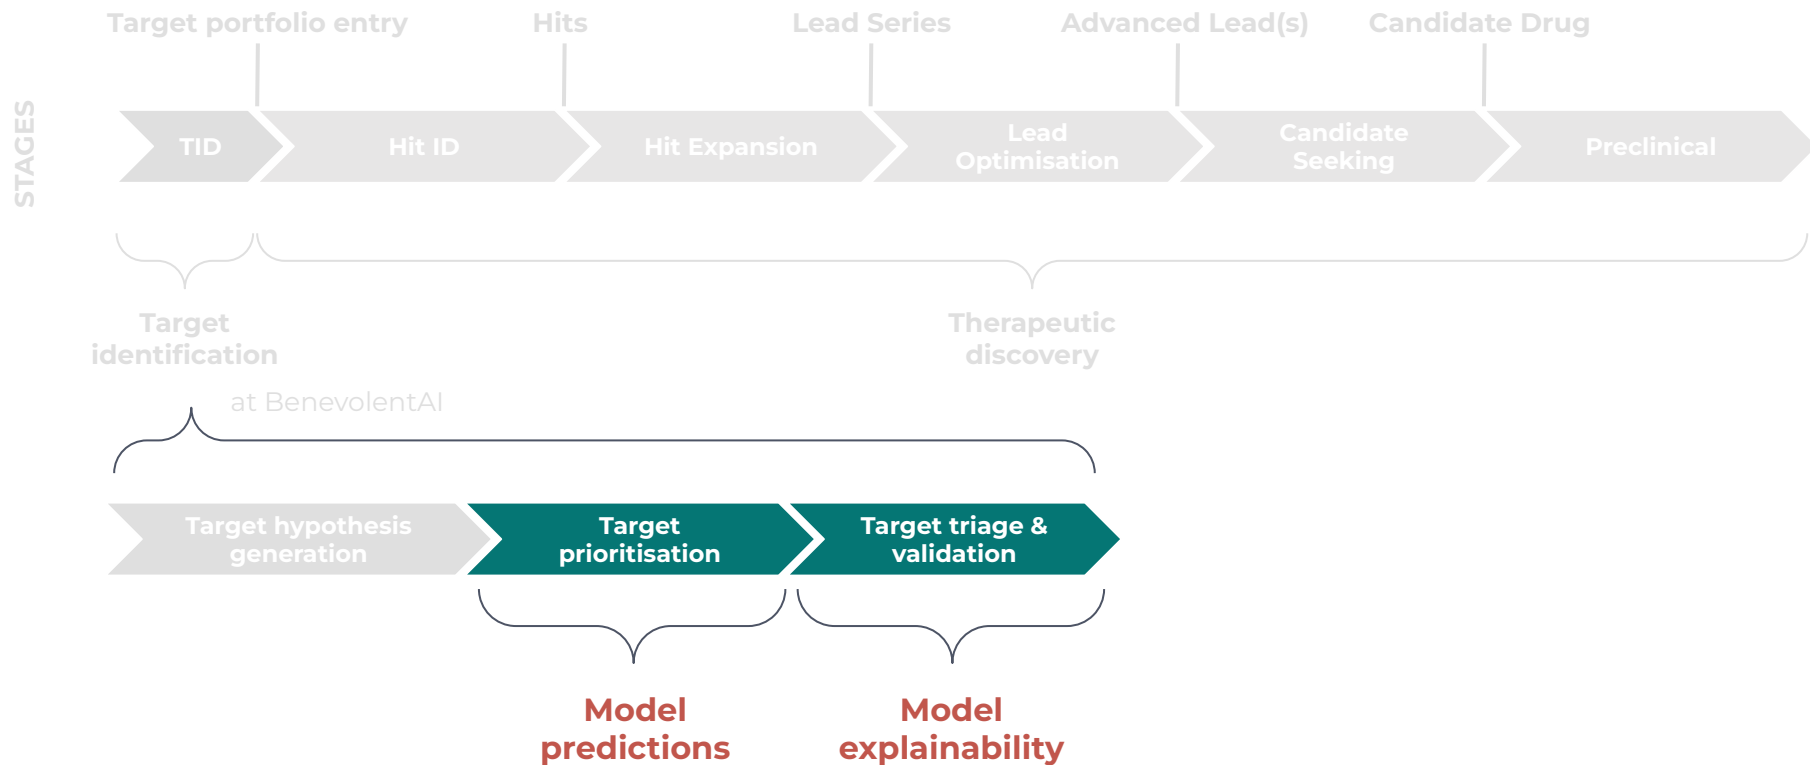 Target portfolio entry
Hits
Lead Series
Advanced Lead(s)
Candidate Drug
STAGES
TID
Hit ID
Hit Expansion
Lead
Optimisation
Candidate
Seeking
Preclinical
Target
identification
Therapeutic
discovery
at BenevolentAI
Target hypothesis
generation
Target
prioritisation
Target triage &
validation
Model
predictions
Model
explainability